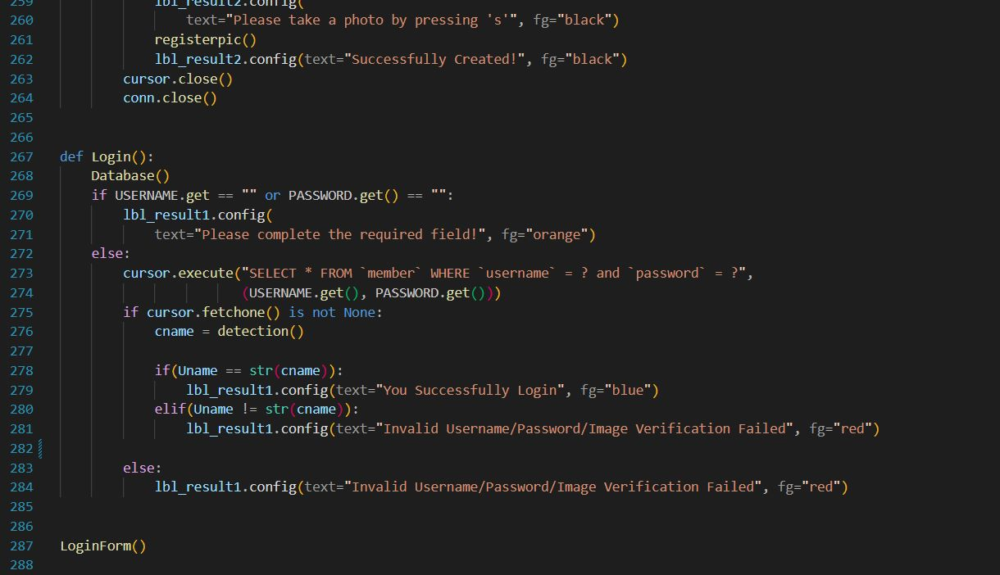 259 lbl_result2.config(
260 text="Please take a photo by pressing 's'", fg="black")
261 registerpic()
262 lbl_result2.config(text="Successfully Created!", fg="black")
263 cursor.close()
264 conn.close()
265
266
267 def Login():
268 Database()
269 if USERNAME.get == "" or PASSWORD.get() == "":
270 lbl_result1.config(
271 text="Please complete the required field!", fg="orange")
272 else:
273 cursor.execute("SELECT * FROM `member` WHERE `username` = ? and `password` = ?",
274 (USERNAME.get(), PASSWORD.get()))
275 if cursor.fetchone() is not None:
276 cname = detection()
277
278 if(Uname == str(cname)):
279 lbl_result1.config(text="You Successfully Login", fg="blue")
280 elif(Uname != str(cname)):
281 lbl_result1.config(text="Invalid Username/Password/Image Verification Failed", fg="red")
282
283 else:
284 lbl_result1.config(text="Invalid Username/Password/Image Verification Failed", fg="red")
285
286
287 LoginForm()
288